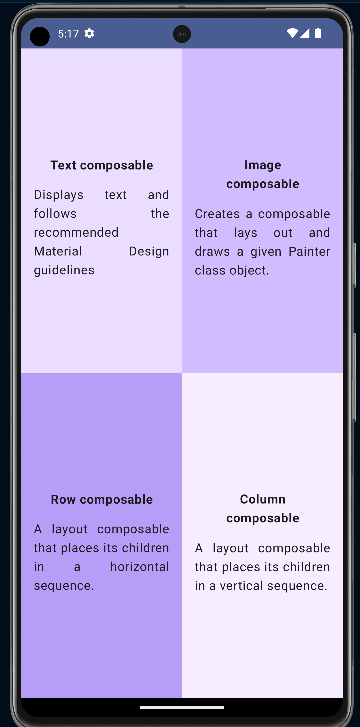 5:17
Text composable
Displays text and
follows the
recommended
Material Design
guidelines
Image
composable
Creates a composable
that lays out and
draws a given Painter
class object.
Row composable
A layout composable
that places its children
in a horizontal
sequence.
Column
composable
A layout composable
that places its children
in a vertical sequence.